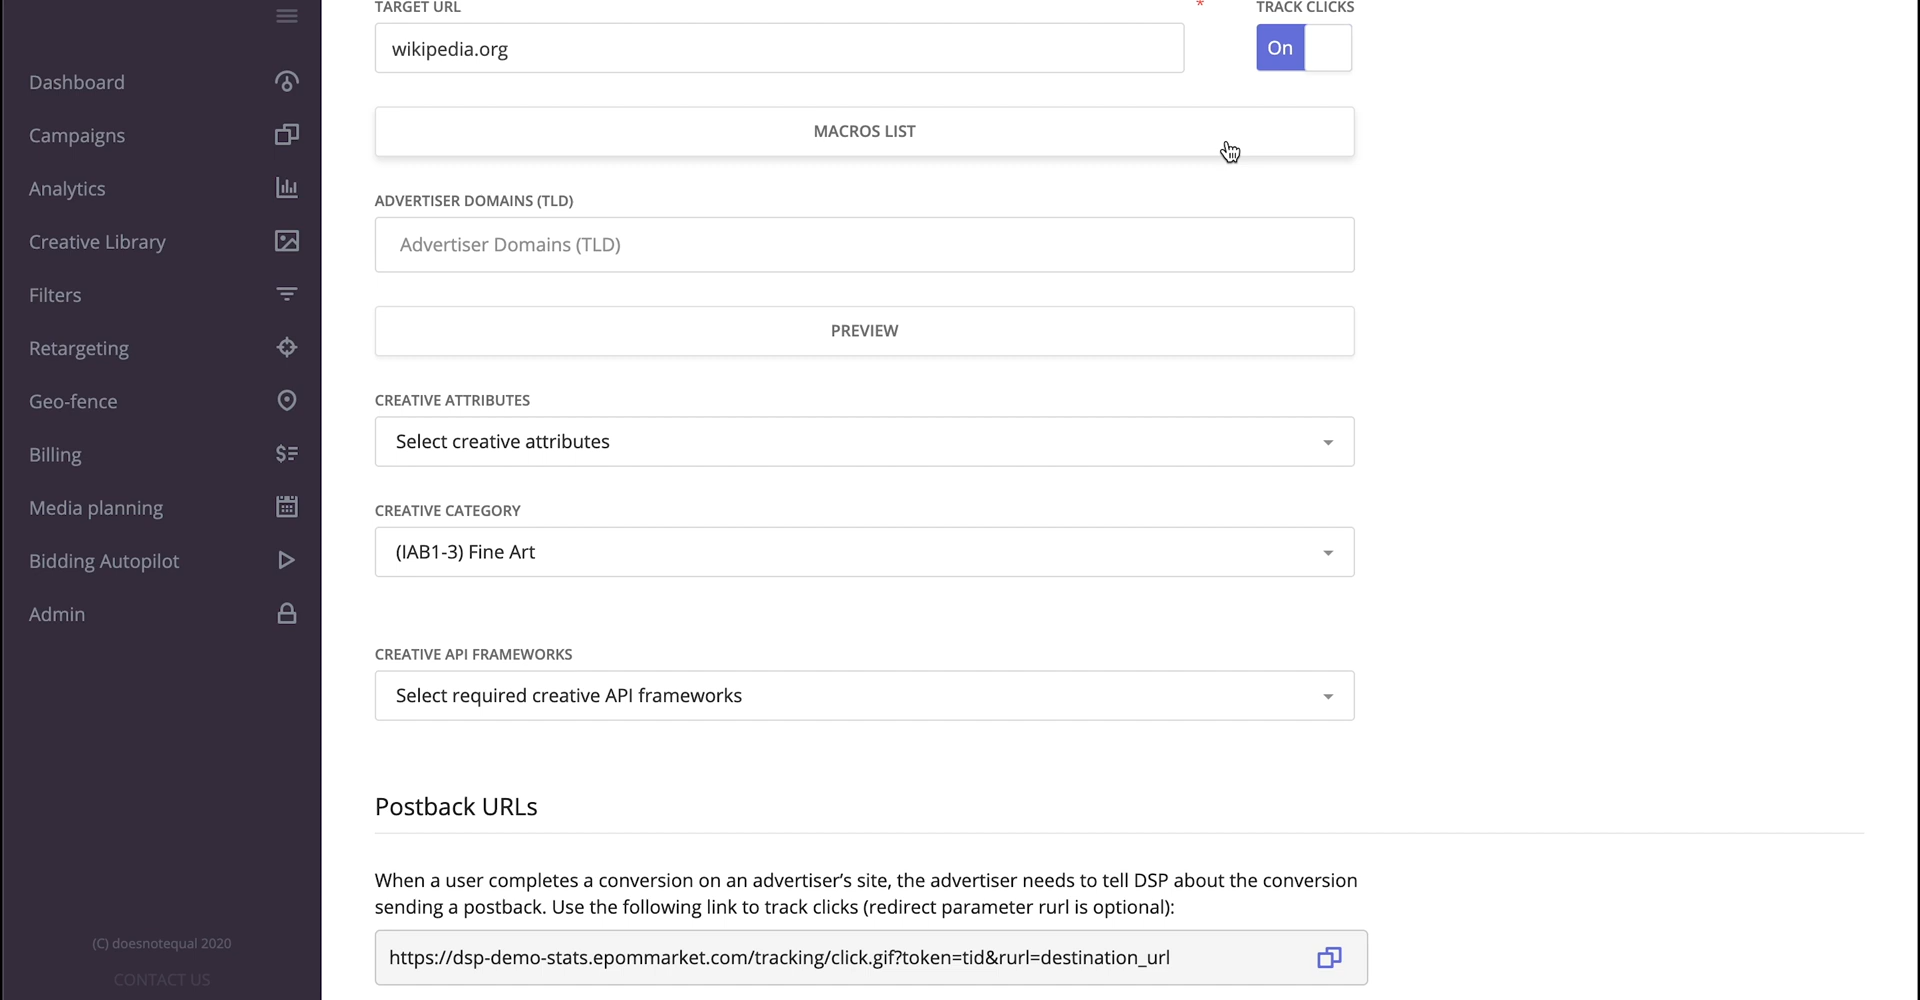 TARGET URL
*
TRACK CLICKS
wikipedia.org
On
MACROS LIST
ADVERTISER DOMAINS (TLD)
Advertiser Domains (TLD)
PREVIEW
CREATIVE ATTRIBUTES
Select creative attributes
CREATIVE CATEGORY
(IAB1-3) Fine Art
CREATIVE API FRAMEWORKS
Select required creative API frameworks
Postback URLs
When a user completes a conversion on an advertiser’s site, the advertiser needs to tell DSP about the conversion
sending a postback. Use the following link to track clicks (redirect parameter rurl is optional):
https://dsp-demo-stats.epommarket.com/tracking/click.gif?token=tid&rurl=destination_url
Dashboard
Campaigns
Analytics
Creative Library
Filters
Retargeting
Geo-fence
Billing
Media planning
Bidding Autopilot
Admin
(C) doesnotequal 2020
CONTACT US